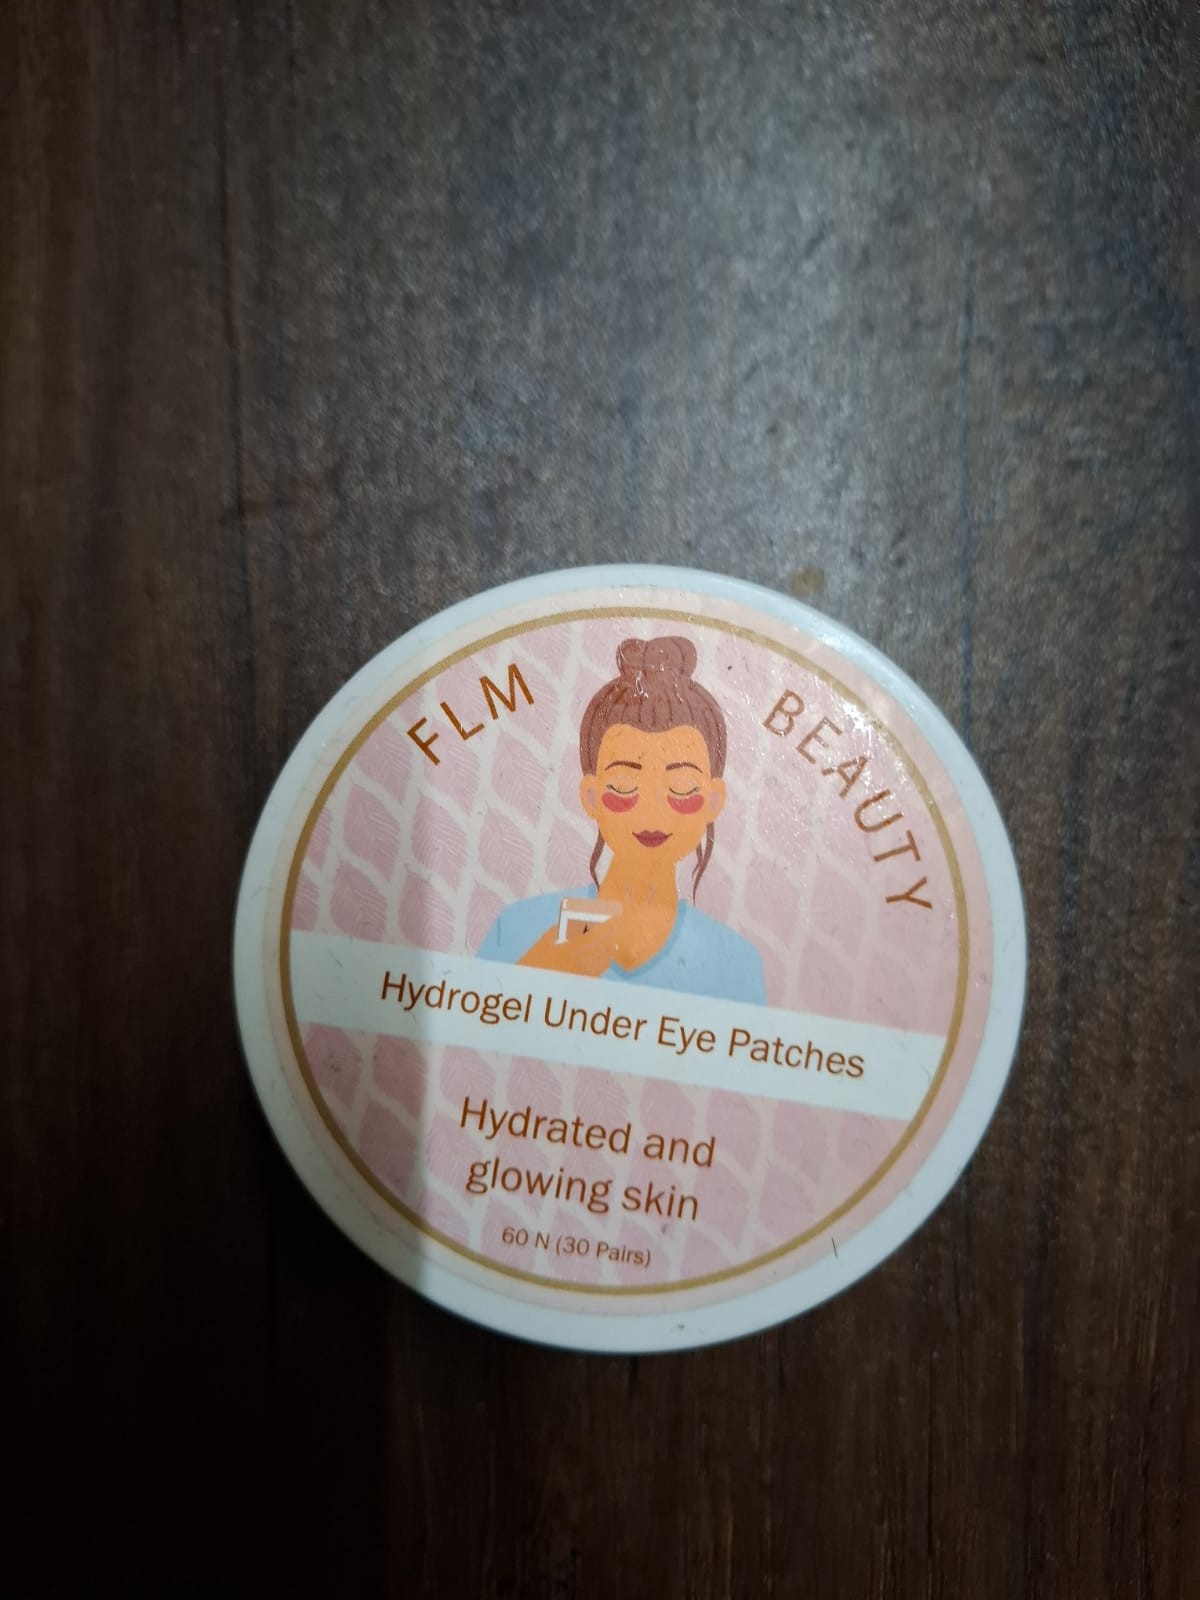 FLM BEAUTY
Hydrogel Under Eye Patches
Hydrated and
glowing skin
60 N (30 Pairs)